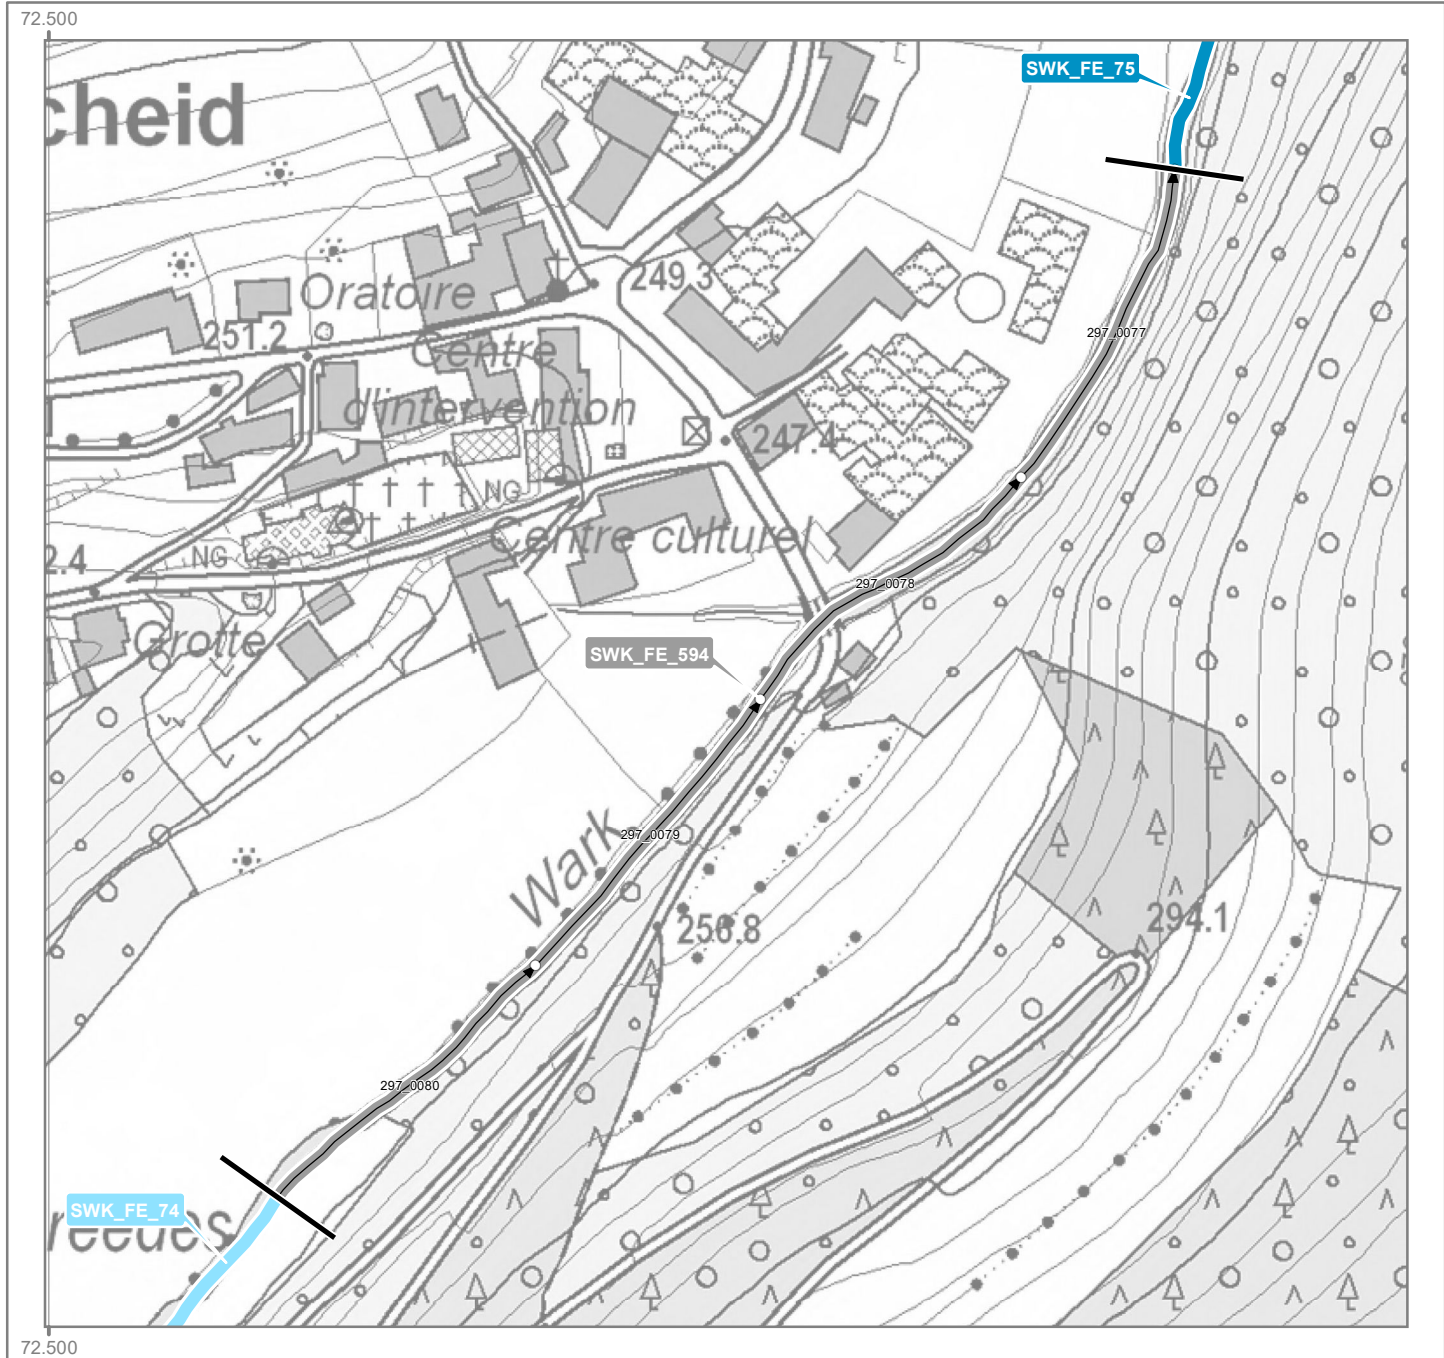 72.500
SWK_FE_75
cheid
Oratoire
249.3
251.2
Centre
d'intervention
297_0077
247.4
NG
Centre culturel
NG
2.4
297_0078
Grotte
SWK_FE_594
Wark
297_0079
256.8
294.1
297_0080
SWK_FE_74
reedes
72.500